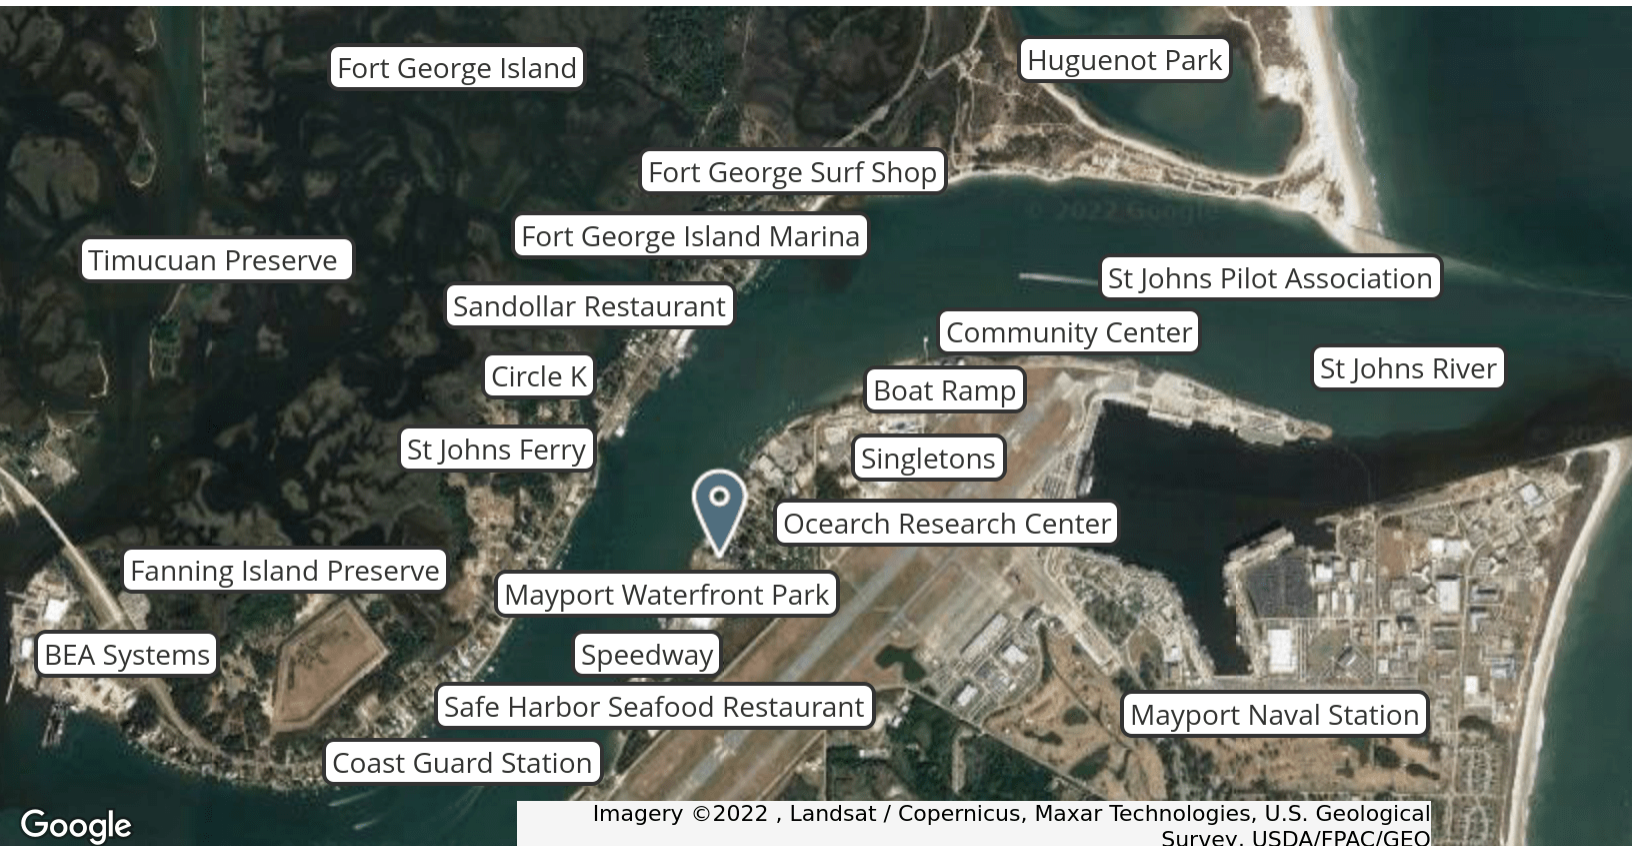 Fort George Island
Huguenot Park
Fort George Surf Shop
© 2022 Google
Fort George Island Marina
Timucuan Preserve
St Johns Pilot Association
Sandollar Restaurant
Community Center
St Johns River
Circle K
Boat Ramp
St Johns Ferry
Singletons
Ocearch Research Center
Fanning Island Preserve
Mayport Waterfront Park
BEA Systems
Speedway
Safe Harbor Seafood Restaurant
Mayport Naval Station
Coast Guard Station
Imagery ©2022 , Landsat / Copernicus, Maxar Technologies, U.S. Geological
Survey, USDA/FPAC/GEO
Google